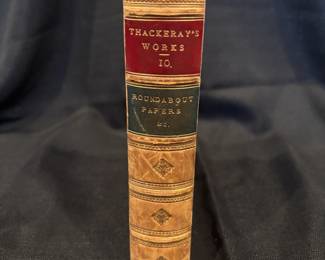 THACKERAY'S
WORKS
10.
ROUNDABOUT
PAPERS
&C.